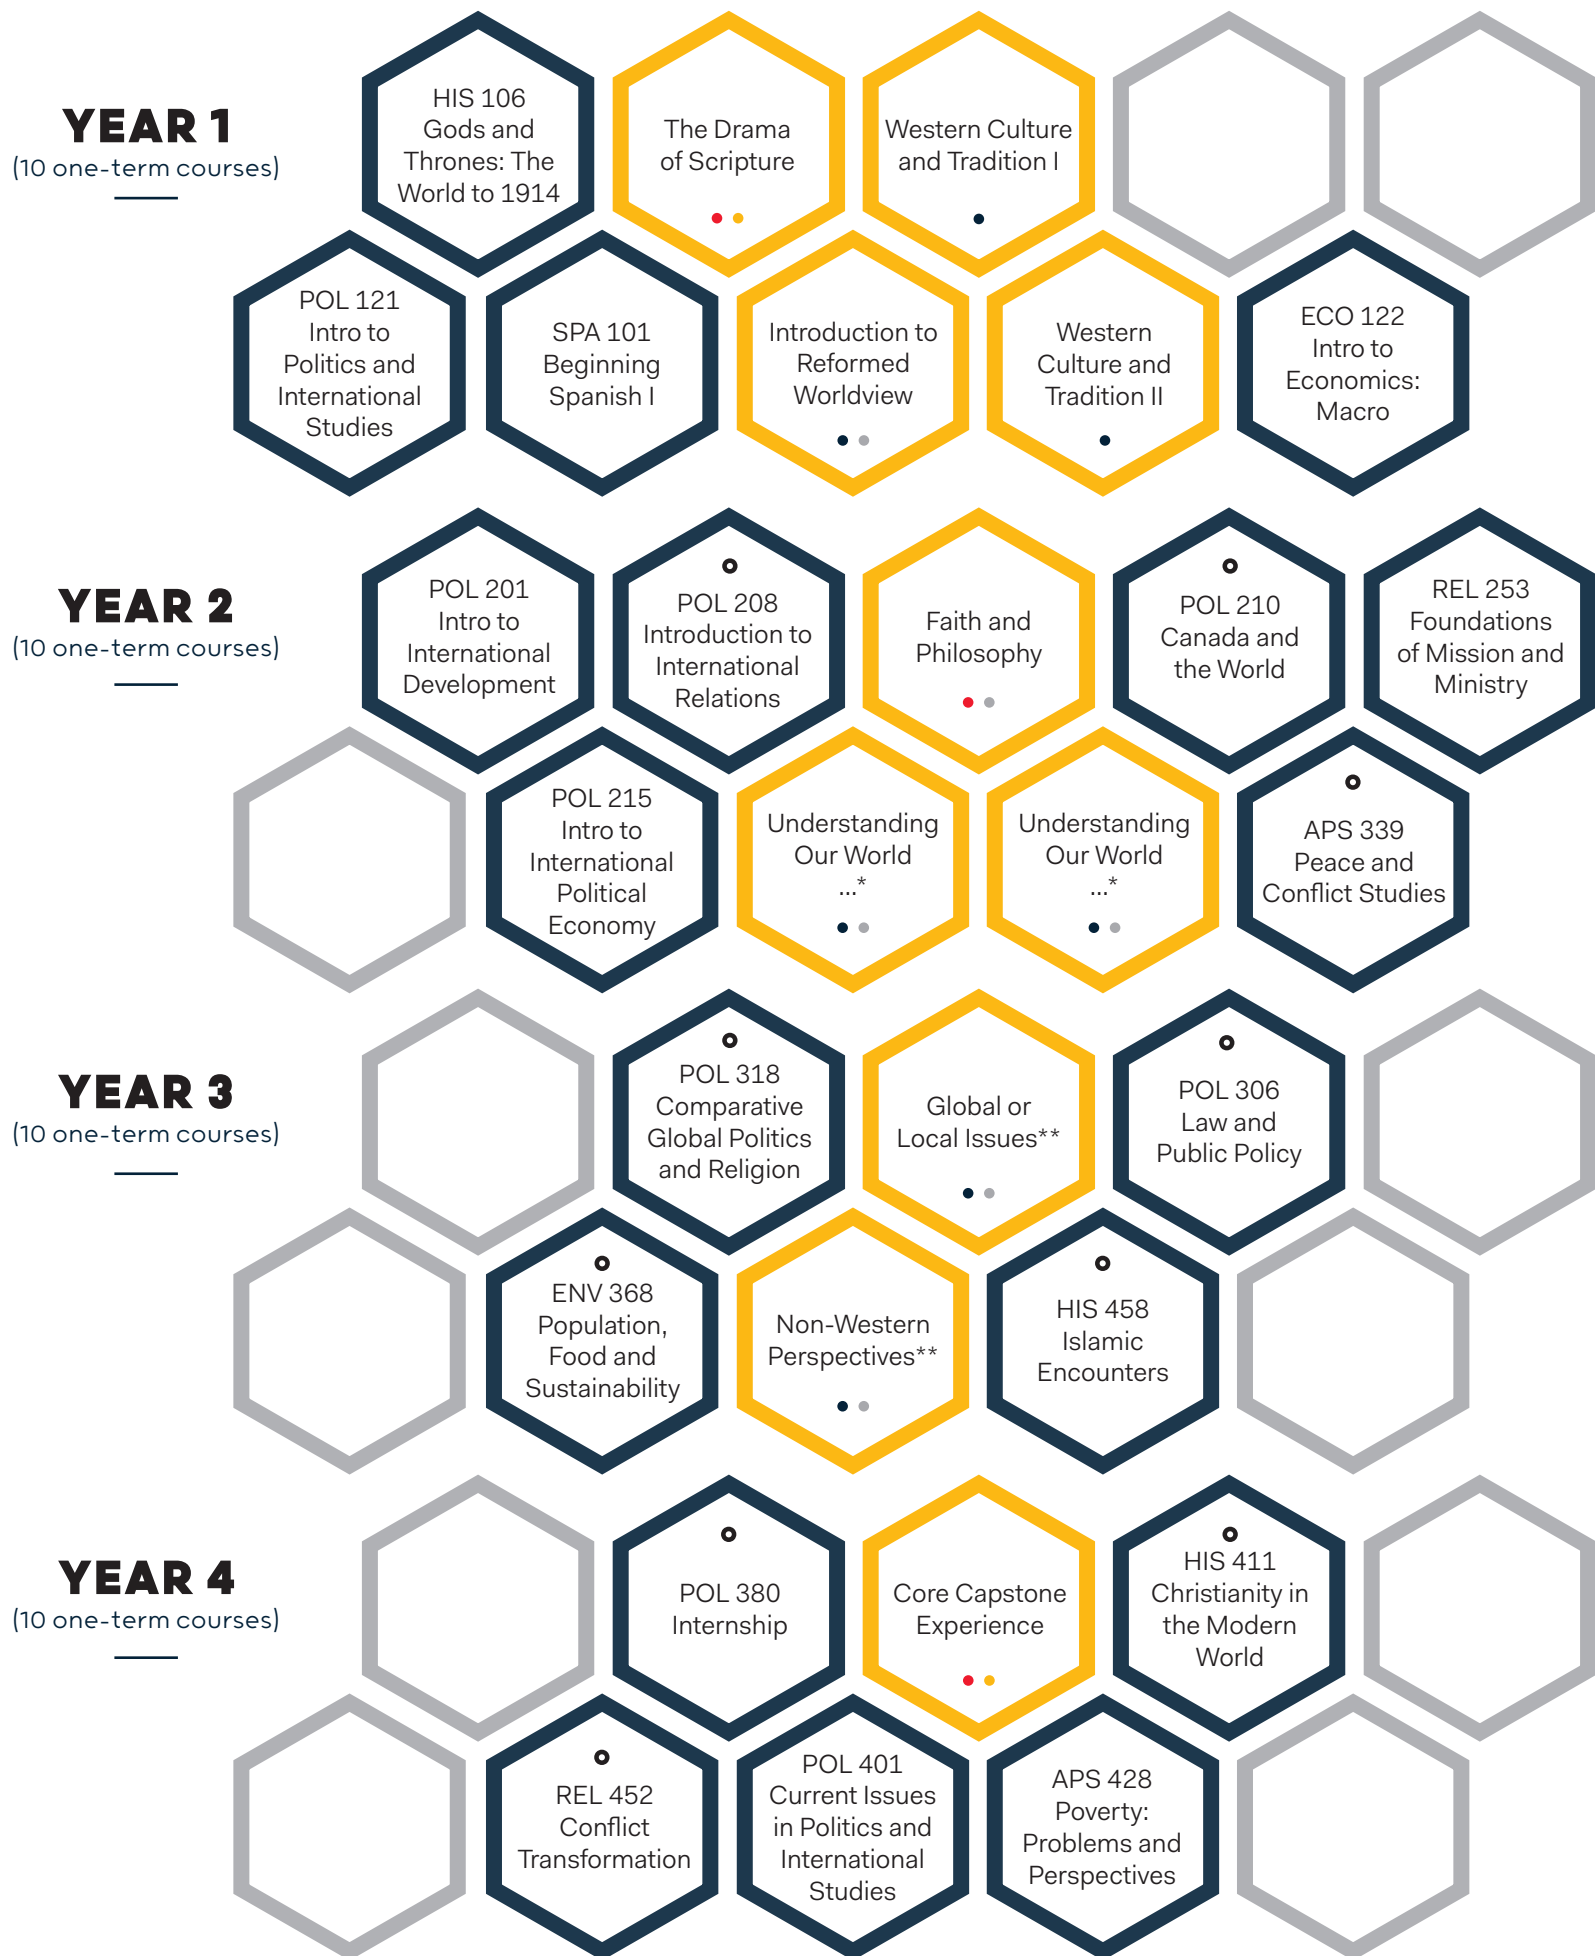 YEAR 1
(10 one-term courses)
HIS 106
Gods and
Thrones: The
World to 1914
The Drama
of Scripture
Western Culture
and Tradition I
POL 121
Intro to
Politics and
International
Studies
SPA 101
Beginning
Spanish I
Introduction to
Reformed
Worldview
Western
Culture and
Tradition II
ECO 122
Intro to
Economics:
Macro
YEAR 2
(10 one-term courses)
POL 201
Intro to
International
Development
POL 208
Introduction to
International
Relations
Faith and
Philosophy
POL 210
Canada and
the World
REL 253
Foundations
of Mission and
Ministry
POL 215
Intro to
International
Political
Economy
Understanding
Our World
...*
Understanding
Our World
...*
APS 339
Peace and
Conflict Studies
YEAR 3
(10 one-term courses)
POL 318
Comparative
Global Politics
and Religion
Global or
Local Issues**
POL 306
Law and
Public Policy
ENV 368
Population,
Food and
Sustainability
Non-Western
Perspectives**
HIS 458
Islamic
Encounters
YEAR 4
(10 one-term courses)
POL 380
Internship
Core Capstone
Experience
HIS 411
Christianity in
the Modern
World
REL 452
Conflict
Transformation
POL 401
Current Issues
in Politics and
International
Studies
APS 428
Poverty:
Problems and
Perspectives